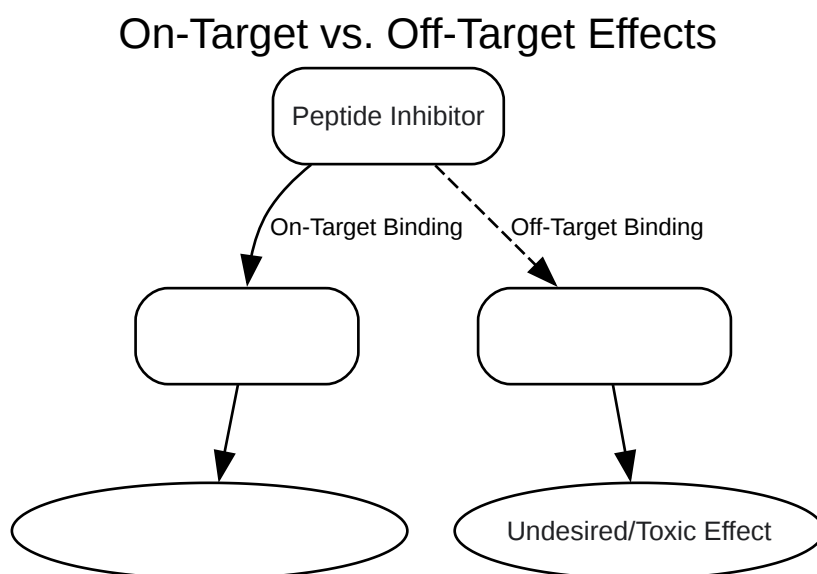 On-Target vs. Off-Target Effects
Peptide Inhibitor
On-Target Binding
Off-Target Binding
Undesired/Toxic Effect